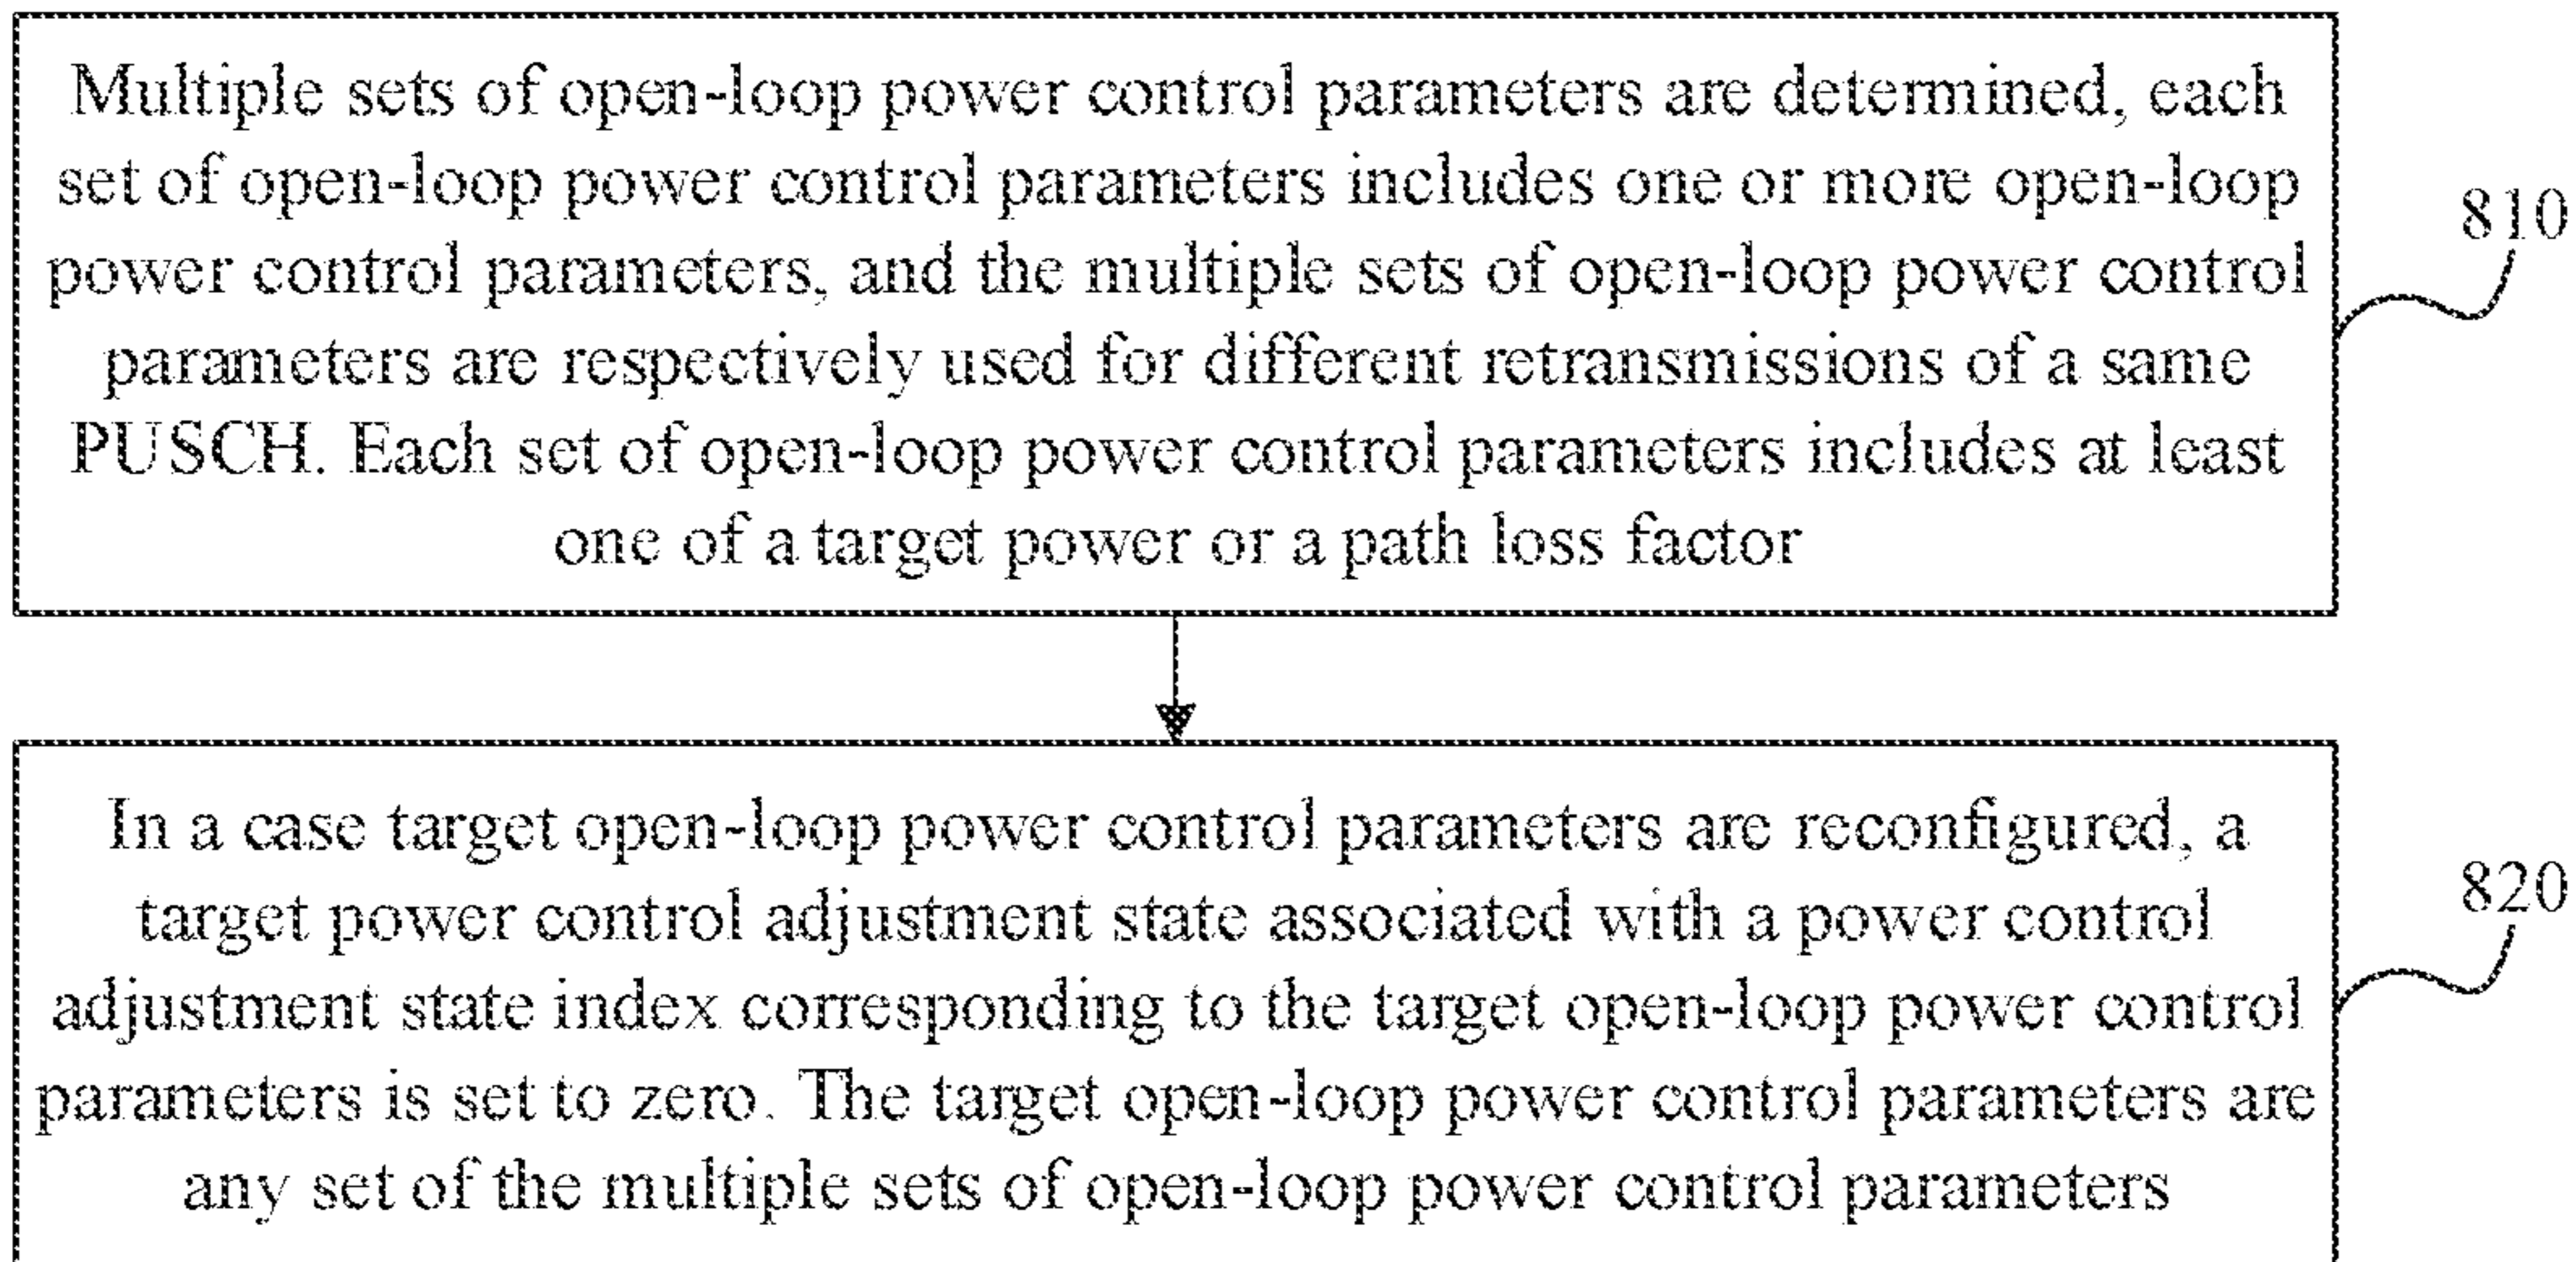 Multiple sets of open-loop power control parameters are determined, each
set of open-loop power control parameters includes one or more open-loop
power control parameters, and the multiple sets of open-loop power control
parameters are respectively used for different retransmissions of a same
PUSCH. Each set of open-loop power control parameters includes at least
one of a target power or a path loss factor
810
In a case target open-loop power control parameters are reconfigured, a
target power control adjustment state associated with a power control
adjustment state index corresponding to the target open-loop power control
parameters is set to zero. The target open-loop power control parameters are
any set of the multiple sets of open-loop power control parameters
820